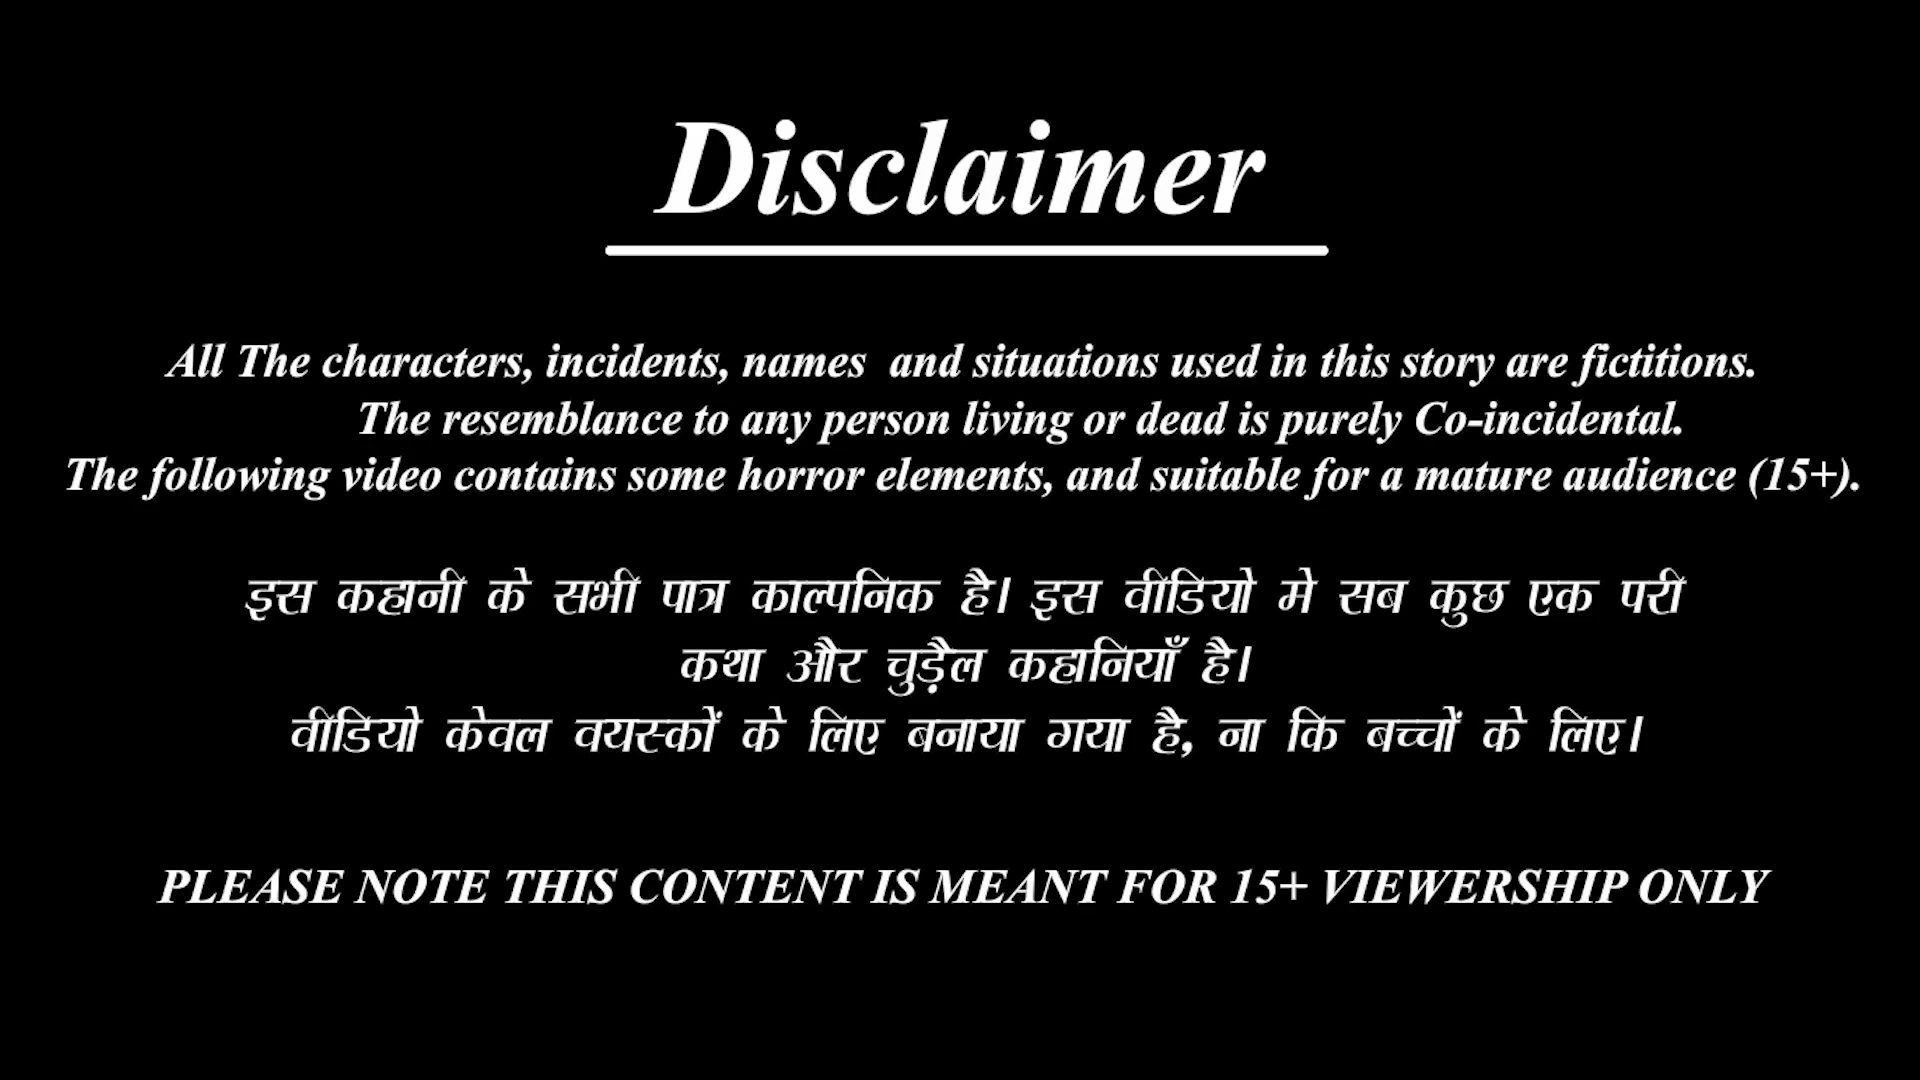 Disclaimer
All The characters, incidents, names and situations used in this story are fictitions.
The resemblance to any person living or dead is purely Co-incidental.
The following video contains some horror elements, and suitable for a mature audience (15+).
इस कहानी के सभी पात्र काल्पनिक है। इस वीडियो मे सब कुछ एक परी
कथा और चुड़ैल कहानियाँ है।
वीडियो केवल वयस्कों के लिए बनाया गया है, ना कि बच्चों के लिए।
PLEASE NOTE THIS CONTENT IS MEANT FOR 15+ VIEWERSHIP ONLY